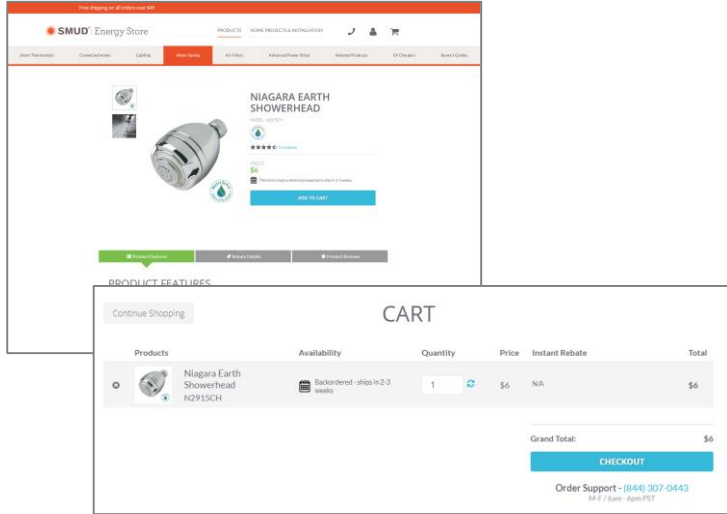 Free shipping on all orders over $49
SMUD Energy Store
PRODUCTS HOME PROJECTS & INSTALLATION
Smart Thermostats Connected Home Lighting Water Saving Air Filters Advanced Power Strips Related Products EV Chargers Buyer's Guides
NIAGARA EARTH
SHOWERHEAD
PRICE
$6
ADD TO CART
Product Features Rebate Details Product Reviews
PRODUCT FEATURES
Continue Shopping
CART
Products Availability Quantity Price Instant Rebate Total
Niagara Earth
Showerhead
N2915CH
Backordered - ships in 2-3
weeks
1 $6 N/A $6
Grand Total: $6
CHECKOUT
Order Support - (844) 307-0443
M-F / 6am - 6pm PST